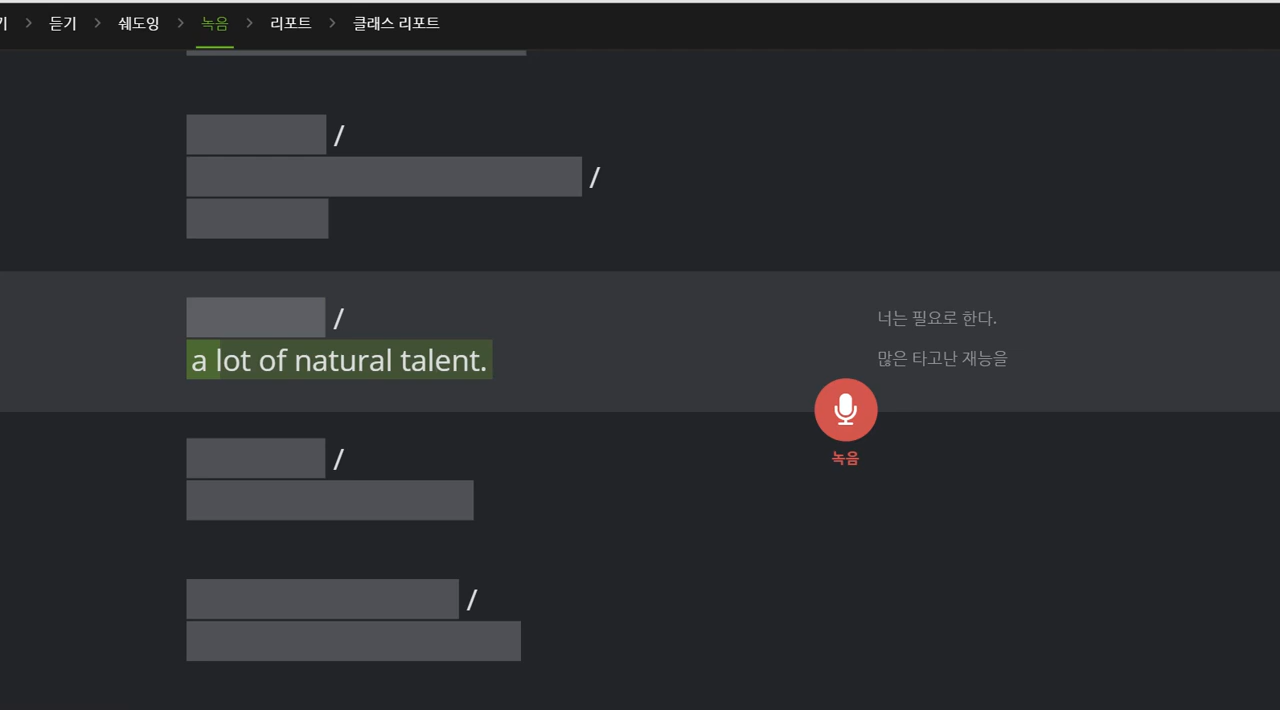 기 > 듣기 > 쉐도잉 > 녹음 > 리포트 > 클래스 리포트
/
/
/
너는 필요로 한다.
a lot of natural talent.
많은 타고난 재능을
녹음
/
/